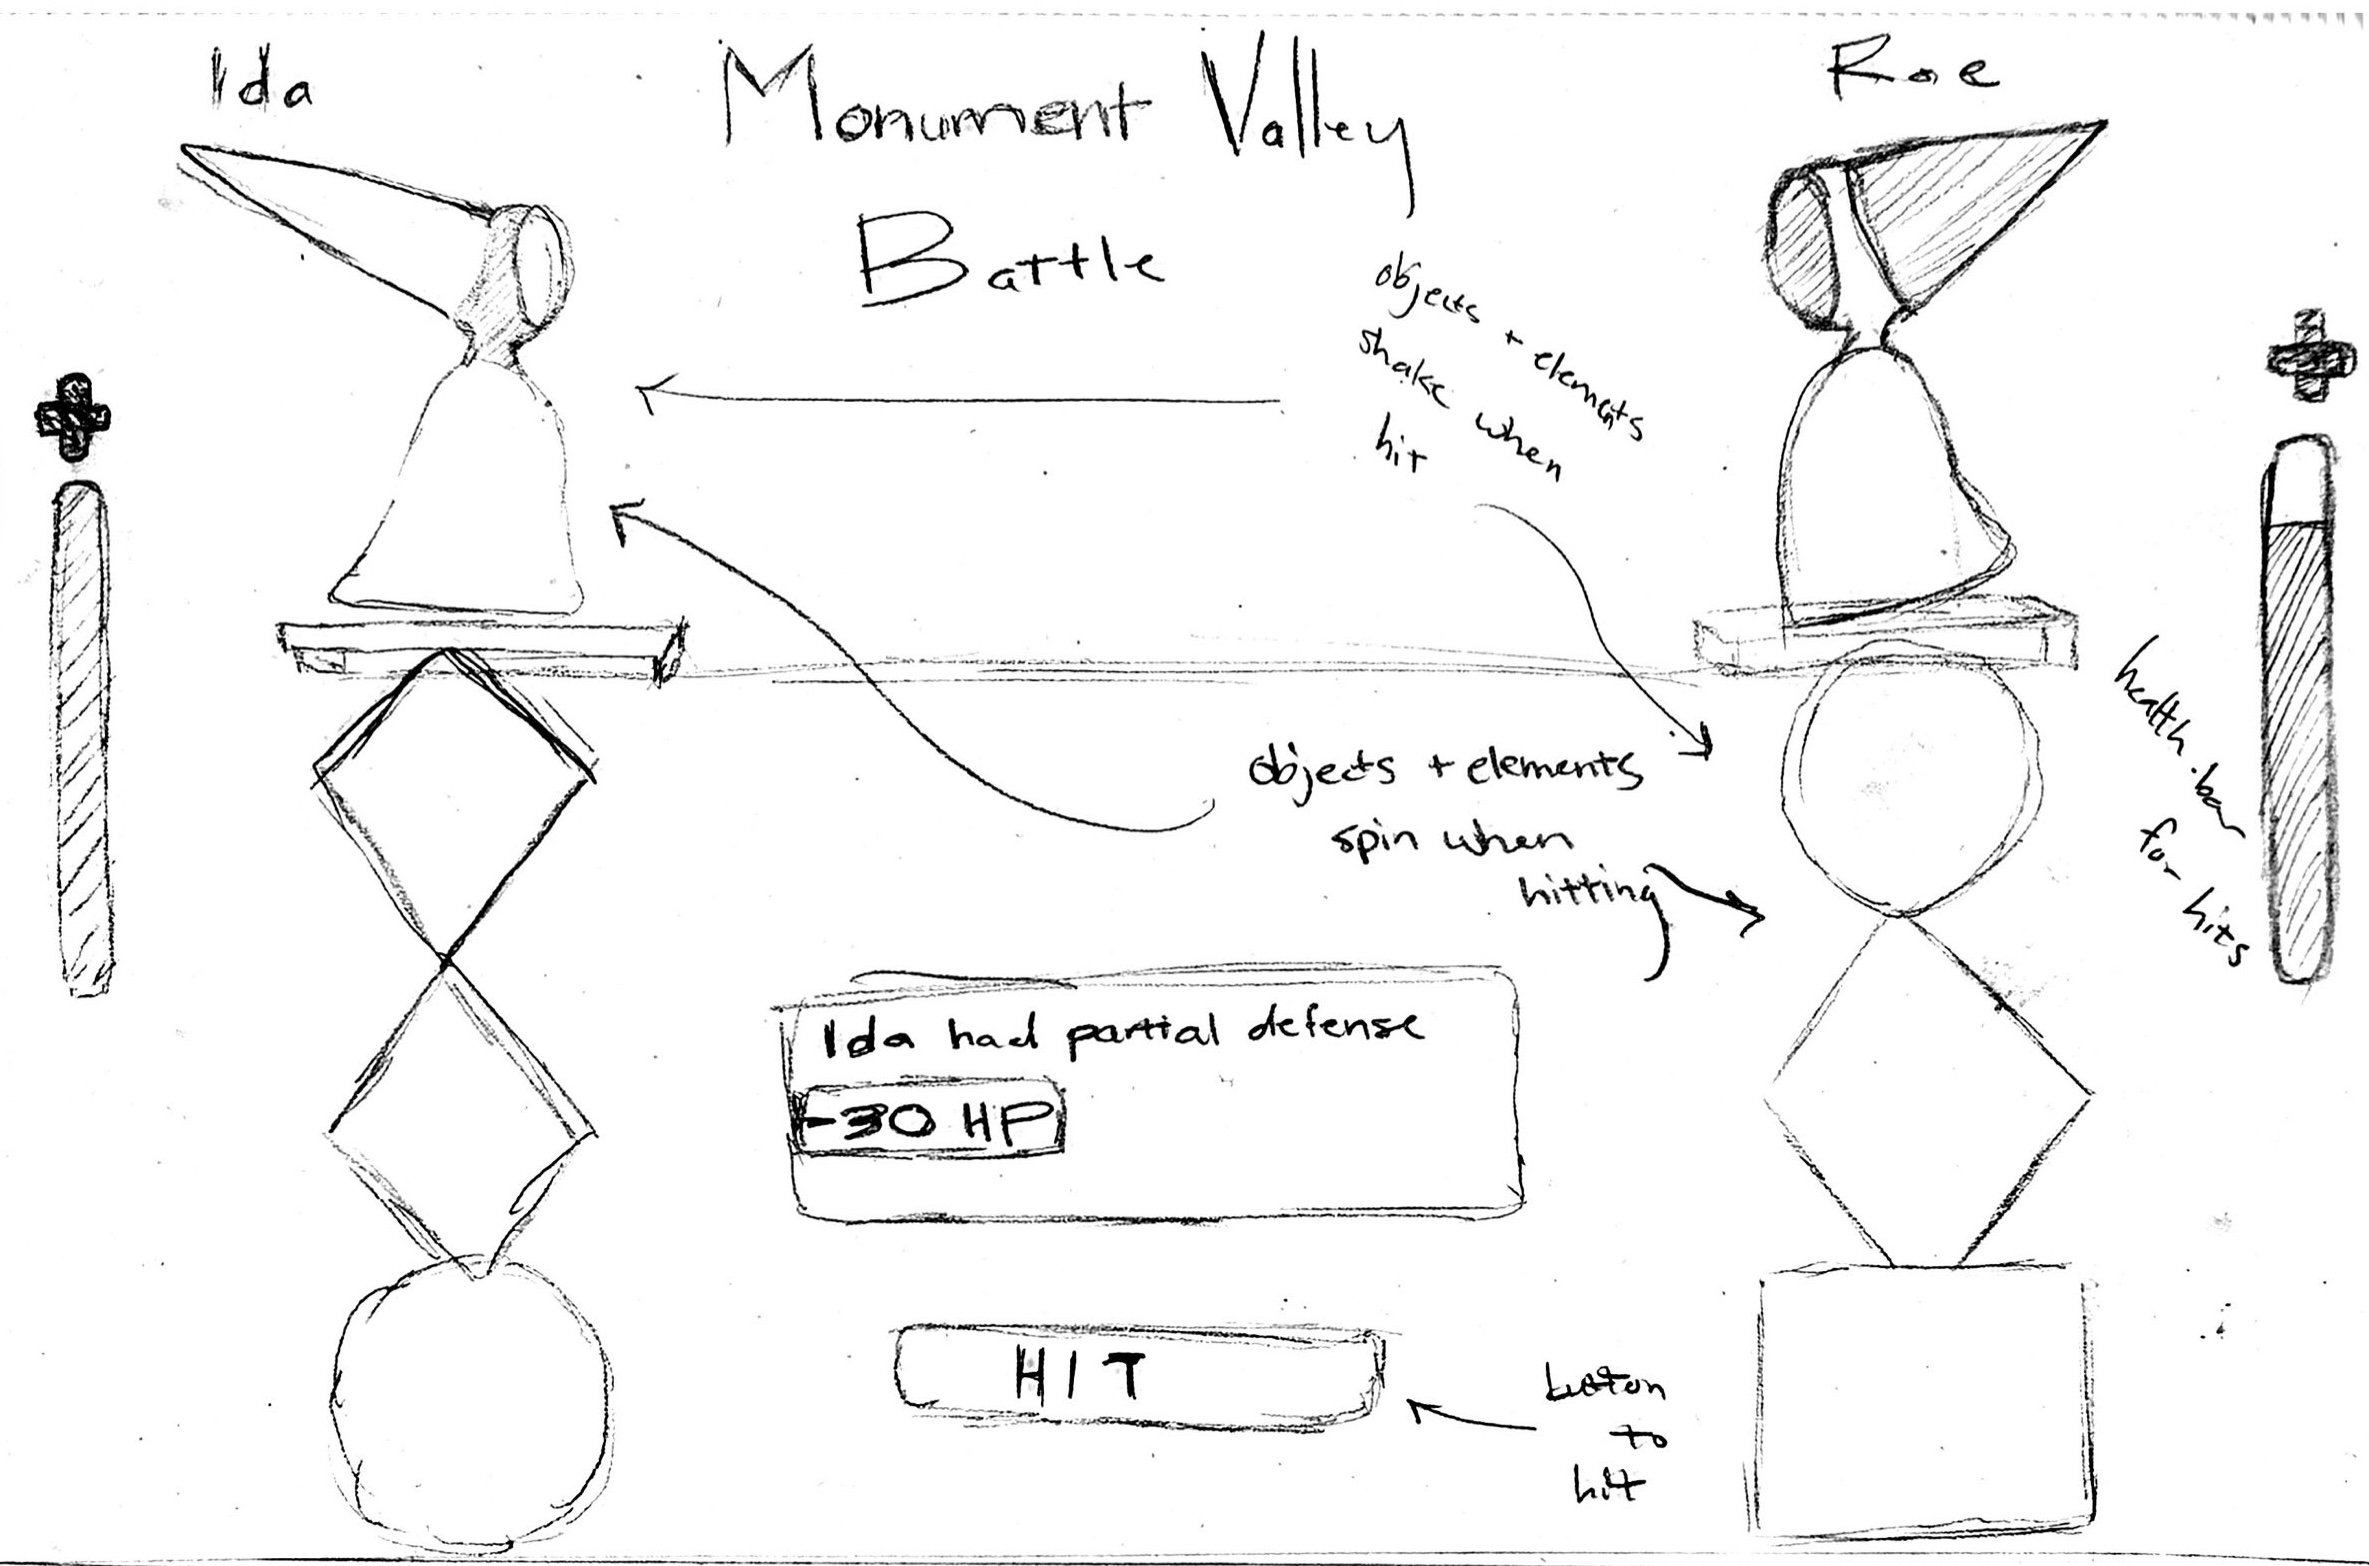 Ida
Monument Valley
Battle
Roe
objects + elements
shake when
hit
objects + elements
spin when
hitting
health bar
for hits
Ida had partial defense
-30 HP
HIT
button
to
hit